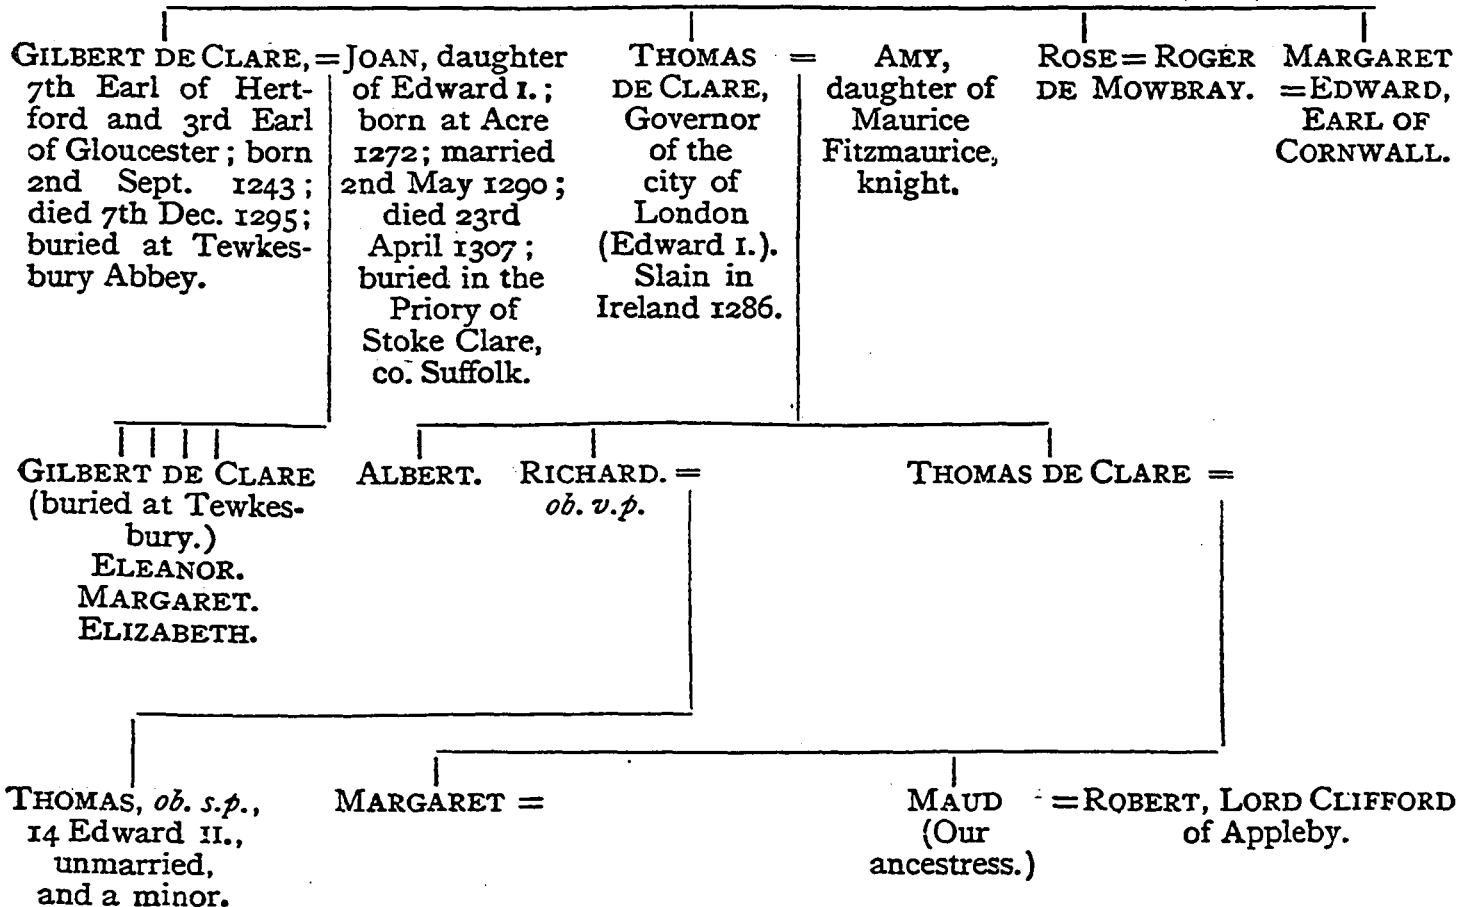 GILBERT DE CLARE, =
7th Earl of Hert-
ford and 3rd Earl
of Gloucester; born
2nd Sept. 1243;
died 7th Dec. 1295;
buried at Tewkes-
bury Abbey.
JOAN, daughter
of Edward I.;
born at Acre
1272; married
2nd May 1290;
died 23rd
April 1307;
buried in the
Priory of
Stoke Clare,
co. Suffolk.
THOMAS =
DE CLARE,
Governor
of the
city of
London
(Edward I.).
Slain in
Ireland 1286.
AMY,
daughter of
Maurice
Fitzmaurice,
knight.
ROSE = ROGER
DE MOWBRAY.
MARGARET
= EDWARD,
EARL OF
CORNWALL.
GILBERT DE CLARE
(buried at Tewkes-
bury.)
ELEANOR.
MARGARET.
ELIZABETH.
ALBERT.
RICHARD. =
ob. v.p.
THOMAS DE CLARE =
THOMAS, ob. s.p.,
14 Edward II.,
unmarried,
and a minor.
MARGARET =
MAUD
(Our
ancestress.)
= ROBERT, LORD CLIFFORD
of Appleby.